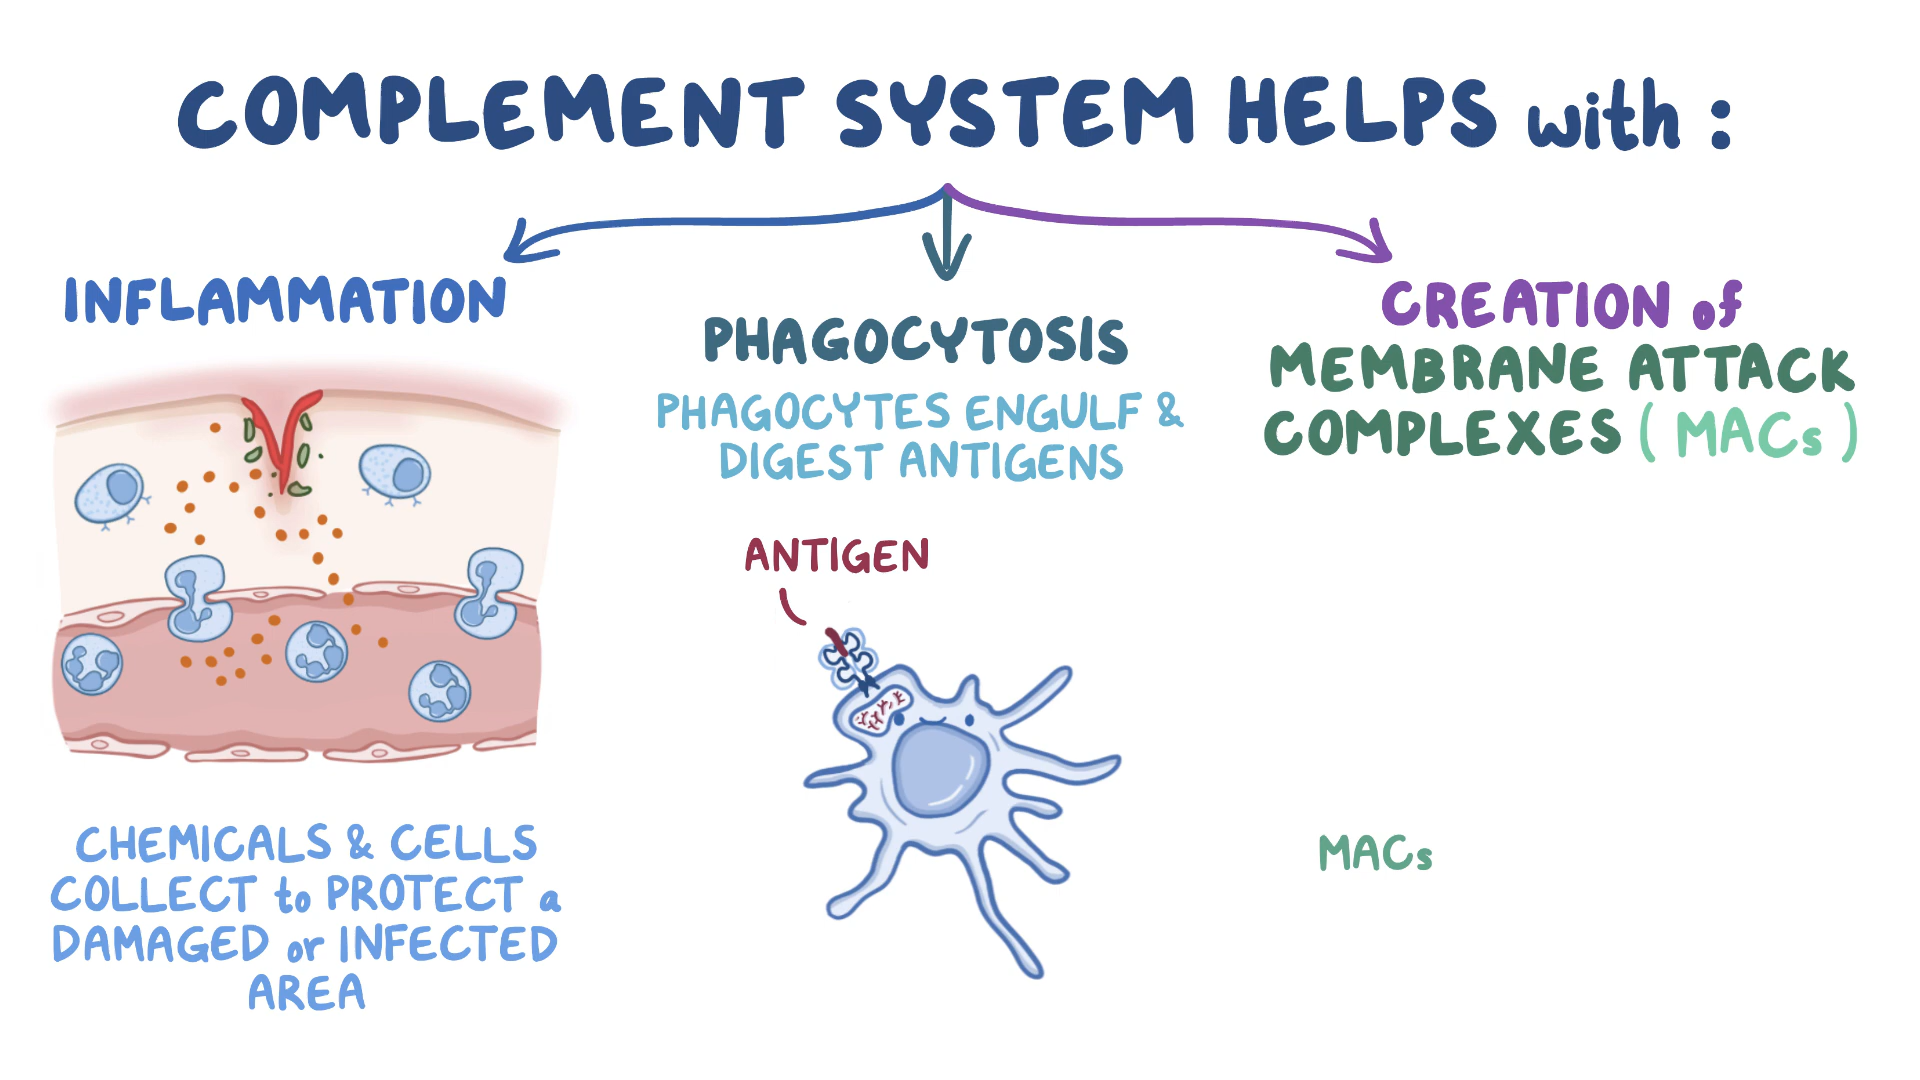 COMPLEMENT SYSTEM HELPS with :
INFLAMMATION
CHEMICALS & CELLS
COLLECT to PROTECT a
DAMAGED or INFECTED
AREA
PHAGOCYTOSIS
PHAGOCYTES ENGULF &
DIGEST ANTIGENS
ANTIGEN
CREATION of
MEMBRANE ATTACK
COMPLEXES ( MACs )
MACs